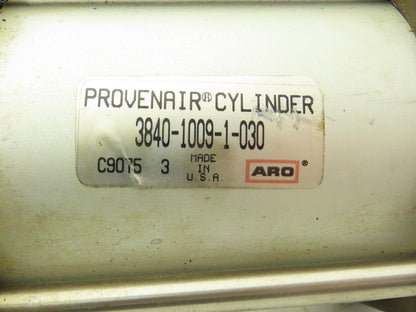 PROVENAIR® CYLINDER
3840-1009-1-030
C9075 3 MADE IN U.S.A. ARO®